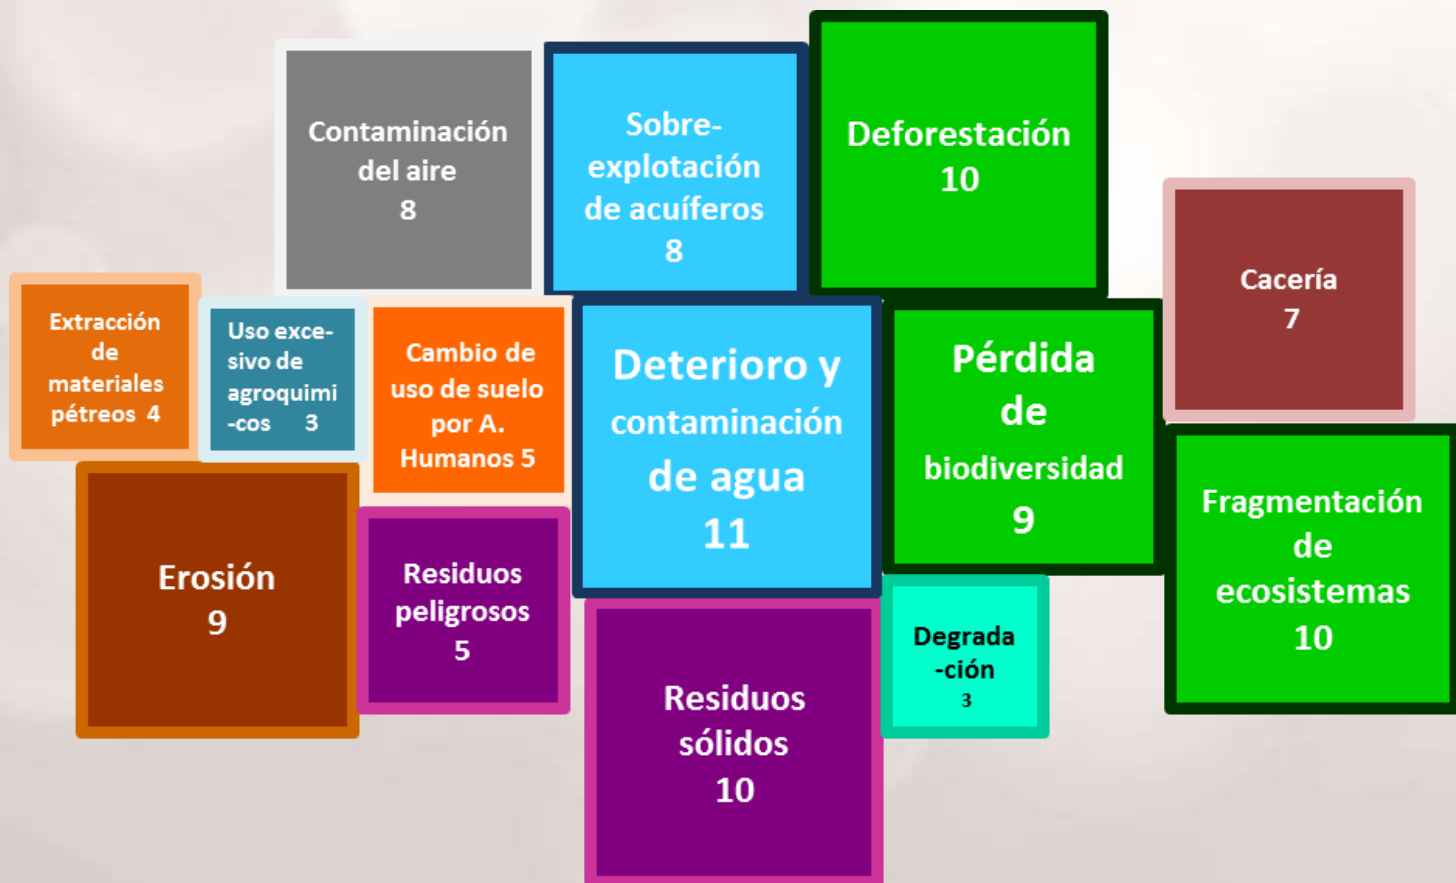 Contaminación
del aire
8
Sobre-
explotación
de acuíferos
8
Deforestación
10
Cacería
7
Extracción
de
materiales
pétreos 4
Uso exce-
sivo de
agroquimi
-cos 3
Cambio de
uso de suelo
por A.
Humanos 5
Deterioro y
contaminación
de agua
11
Pérdida
de
biodiversidad
9
Fragmentación
de
ecosistemas
10
Erosión
9
Residuos
peligrosos
5
Residuos
sólidos
10
Degrada
-ción
3